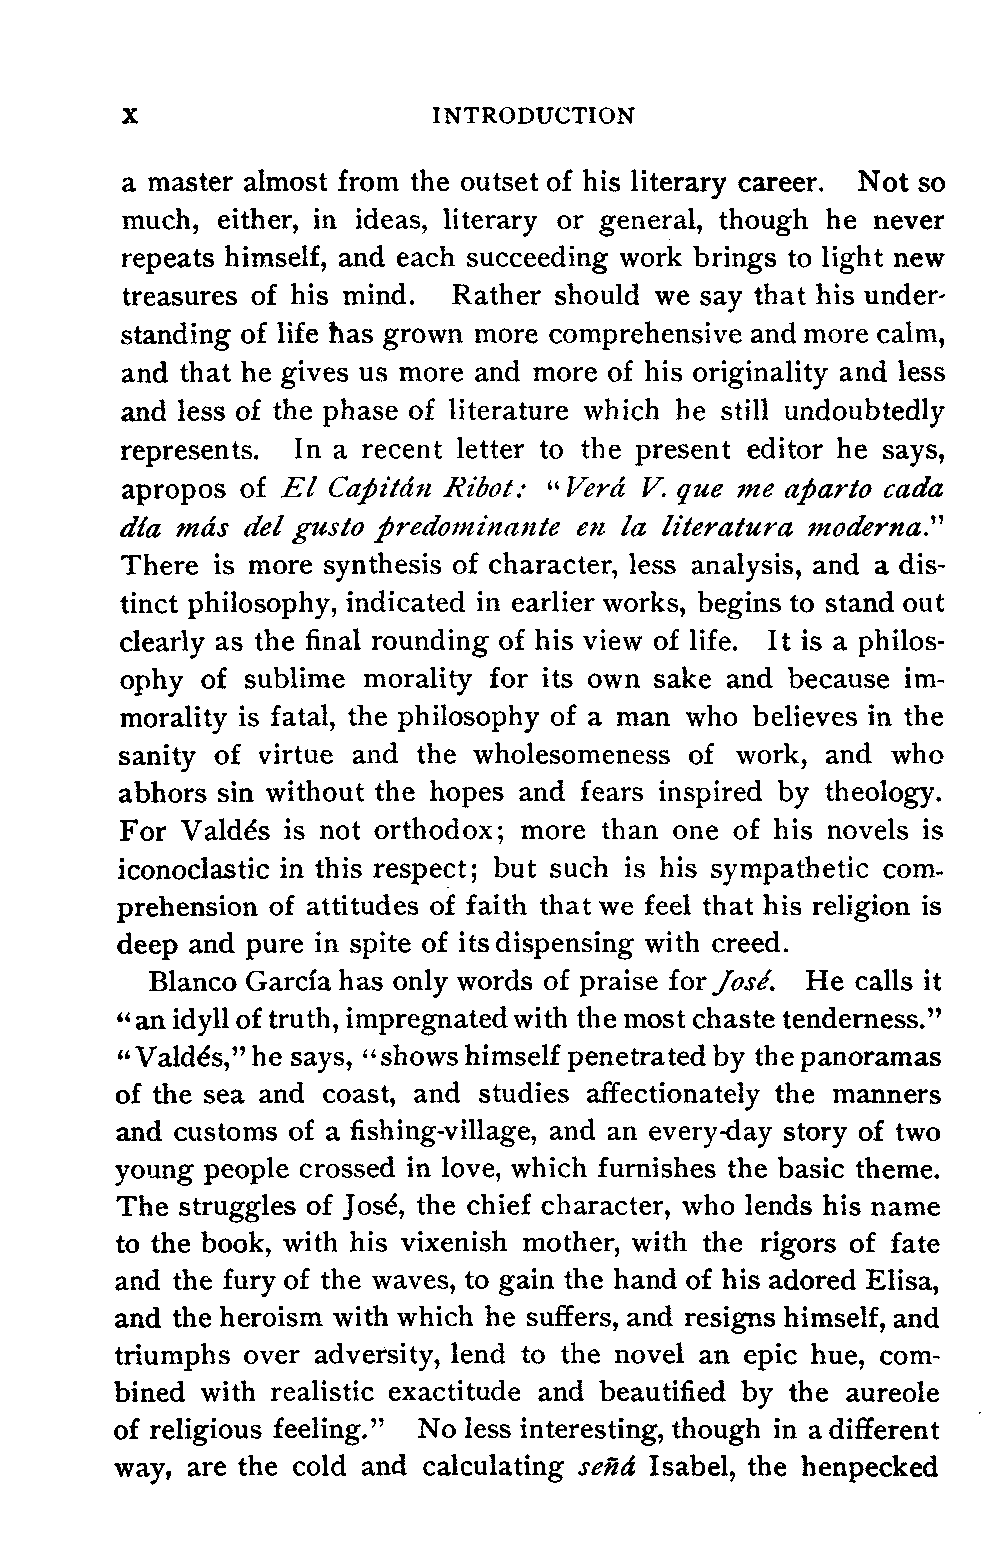 x INTRODUCTION
a master almost from the outset of his literary career. Not so
much, either, in ideas, literary or general, though he never
repeats himself, and each succeeding work brings to light new
treasures of his mind. Rather should we say that his under-
standing of life has grown more comprehensive and more calm,
and that he gives us more and more of his originality and less
and less of the phase of literature which he still undoubtedly
represents. In a recent letter to the present editor he says,
apropos of El Capitán Ribot: “Verá V. que me aparto cada
día más del gusto predominante en la literatura moderna.”
There is more synthesis of character, less analysis, and a dis-
tinct philosophy, indicated in earlier works, begins to stand out
clearly as the final rounding of his view of life. It is a philos-
ophy of sublime morality for its own sake and because im-
morality is fatal, the philosophy of a man who believes in the
sanity of virtue and the wholesomeness of work, and who
abhors sin without the hopes and fears inspired by theology.
For Valdés is not orthodox; more than one of his novels is
iconoclastic in this respect; but such is his sympathetic com-
prehension of attitudes of faith that we feel that his religion is
deep and pure in spite of its dispensing with creed.
Blanco García has only words of praise for José. He calls it
“an idyll of truth, impregnated with the most chaste tenderness.”
“Valdés,” he says, “shows himself penetrated by the panoramas
of the sea and coast, and studies affectionately the manners
and customs of a fishing-village, and an every-day story of two
young people crossed in love, which furnishes the basic theme.
The struggles of José, the chief character, who lends his name
to the book, with his vixenish mother, with the rigors of fate
and the fury of the waves, to gain the hand of his adored Elisa,
and the heroism with which he suffers, and resigns himself, and
triumphs over adversity, lend to the novel an epic hue, com-
bined with realistic exactitude and beautified by the aureole
of religious feeling.” No less interesting, though in a different
way, are the cold and calculating señá Isabel, the henpecked